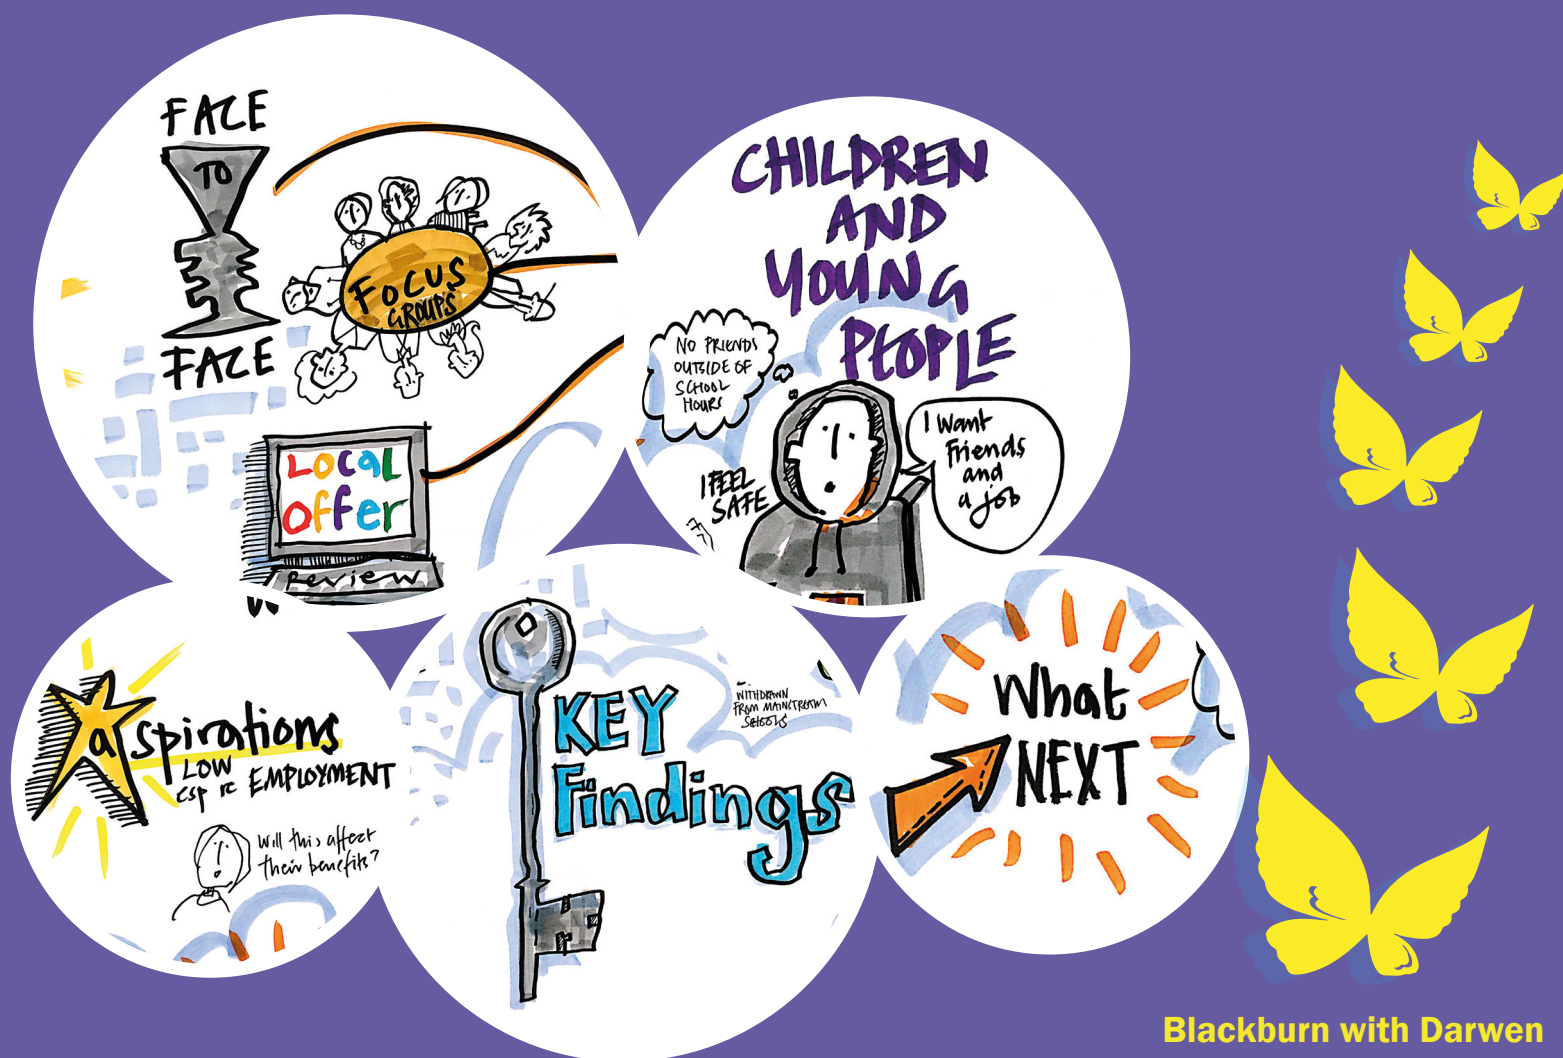 FACE
TO
FACE
FOCUS
GROUPS
LOCAL
OFFER
Review
CHILDREN
AND
YOUNG
PEOPLE
NO FRIENDS
OUTSIDE OF
SCHOOL
HOURS
I FEEL
SAFE
I want
friends
and
a job
aspirations
LOW
esp re EMPLOYMENT
Will this affect
their benefits?
KEY
Findings
WITHDRAWN
FROM MAINSTREAM
SCHOOLS
What
NEXT
Blackburn with Darwen